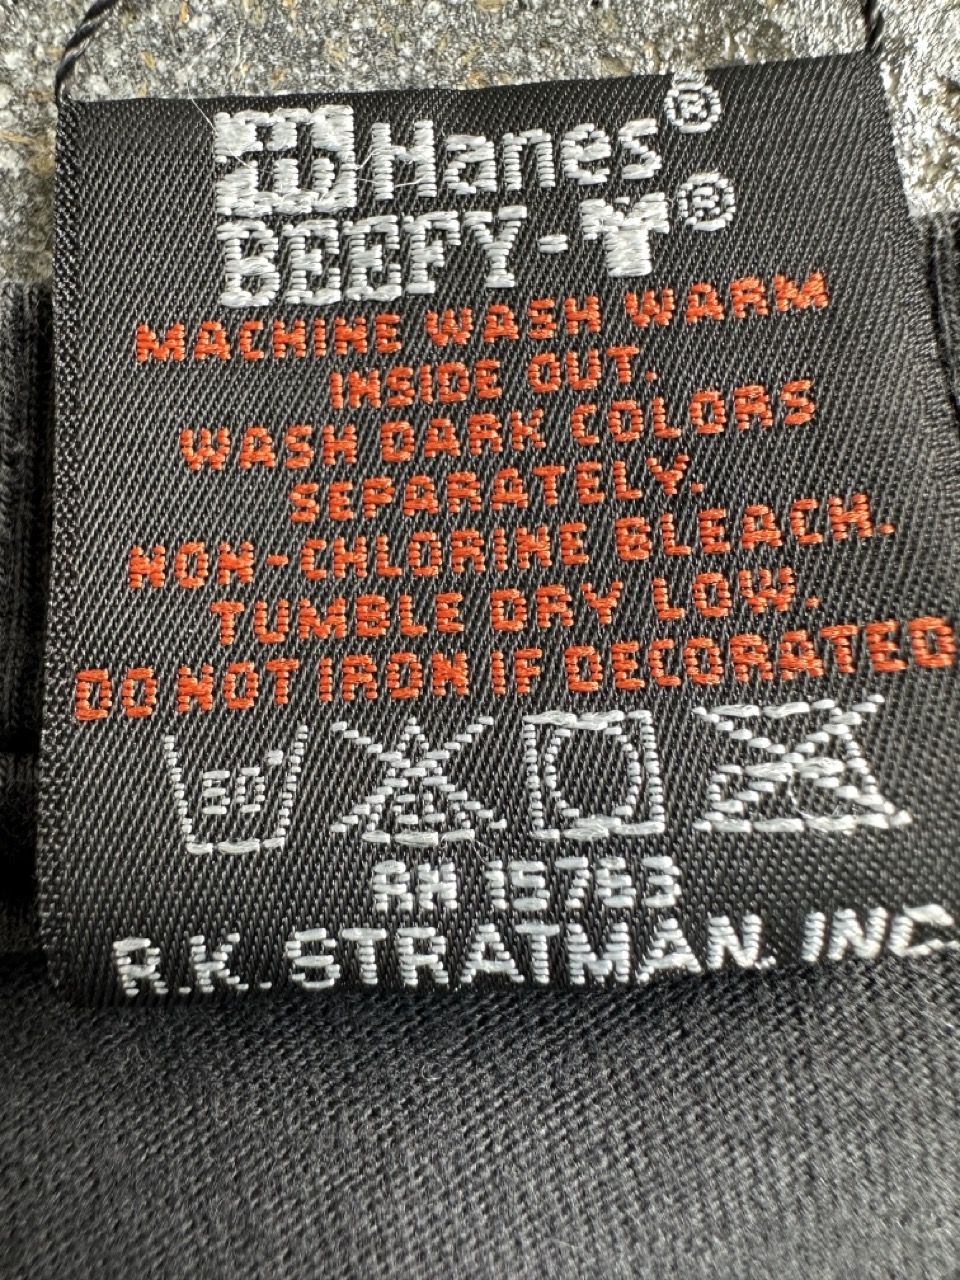 Hanes®
BEEFY-T®
MACHINE WASH WARM
INSIDE OUT.
WASH DARK COLORS
SEPARATELY.
NON-CHLORINE BLEACH.
TUMBLE DRY LOW.
DO NOT IRON IF DECORATED
CL
RN 15763
R.K. STRATMAN, INC